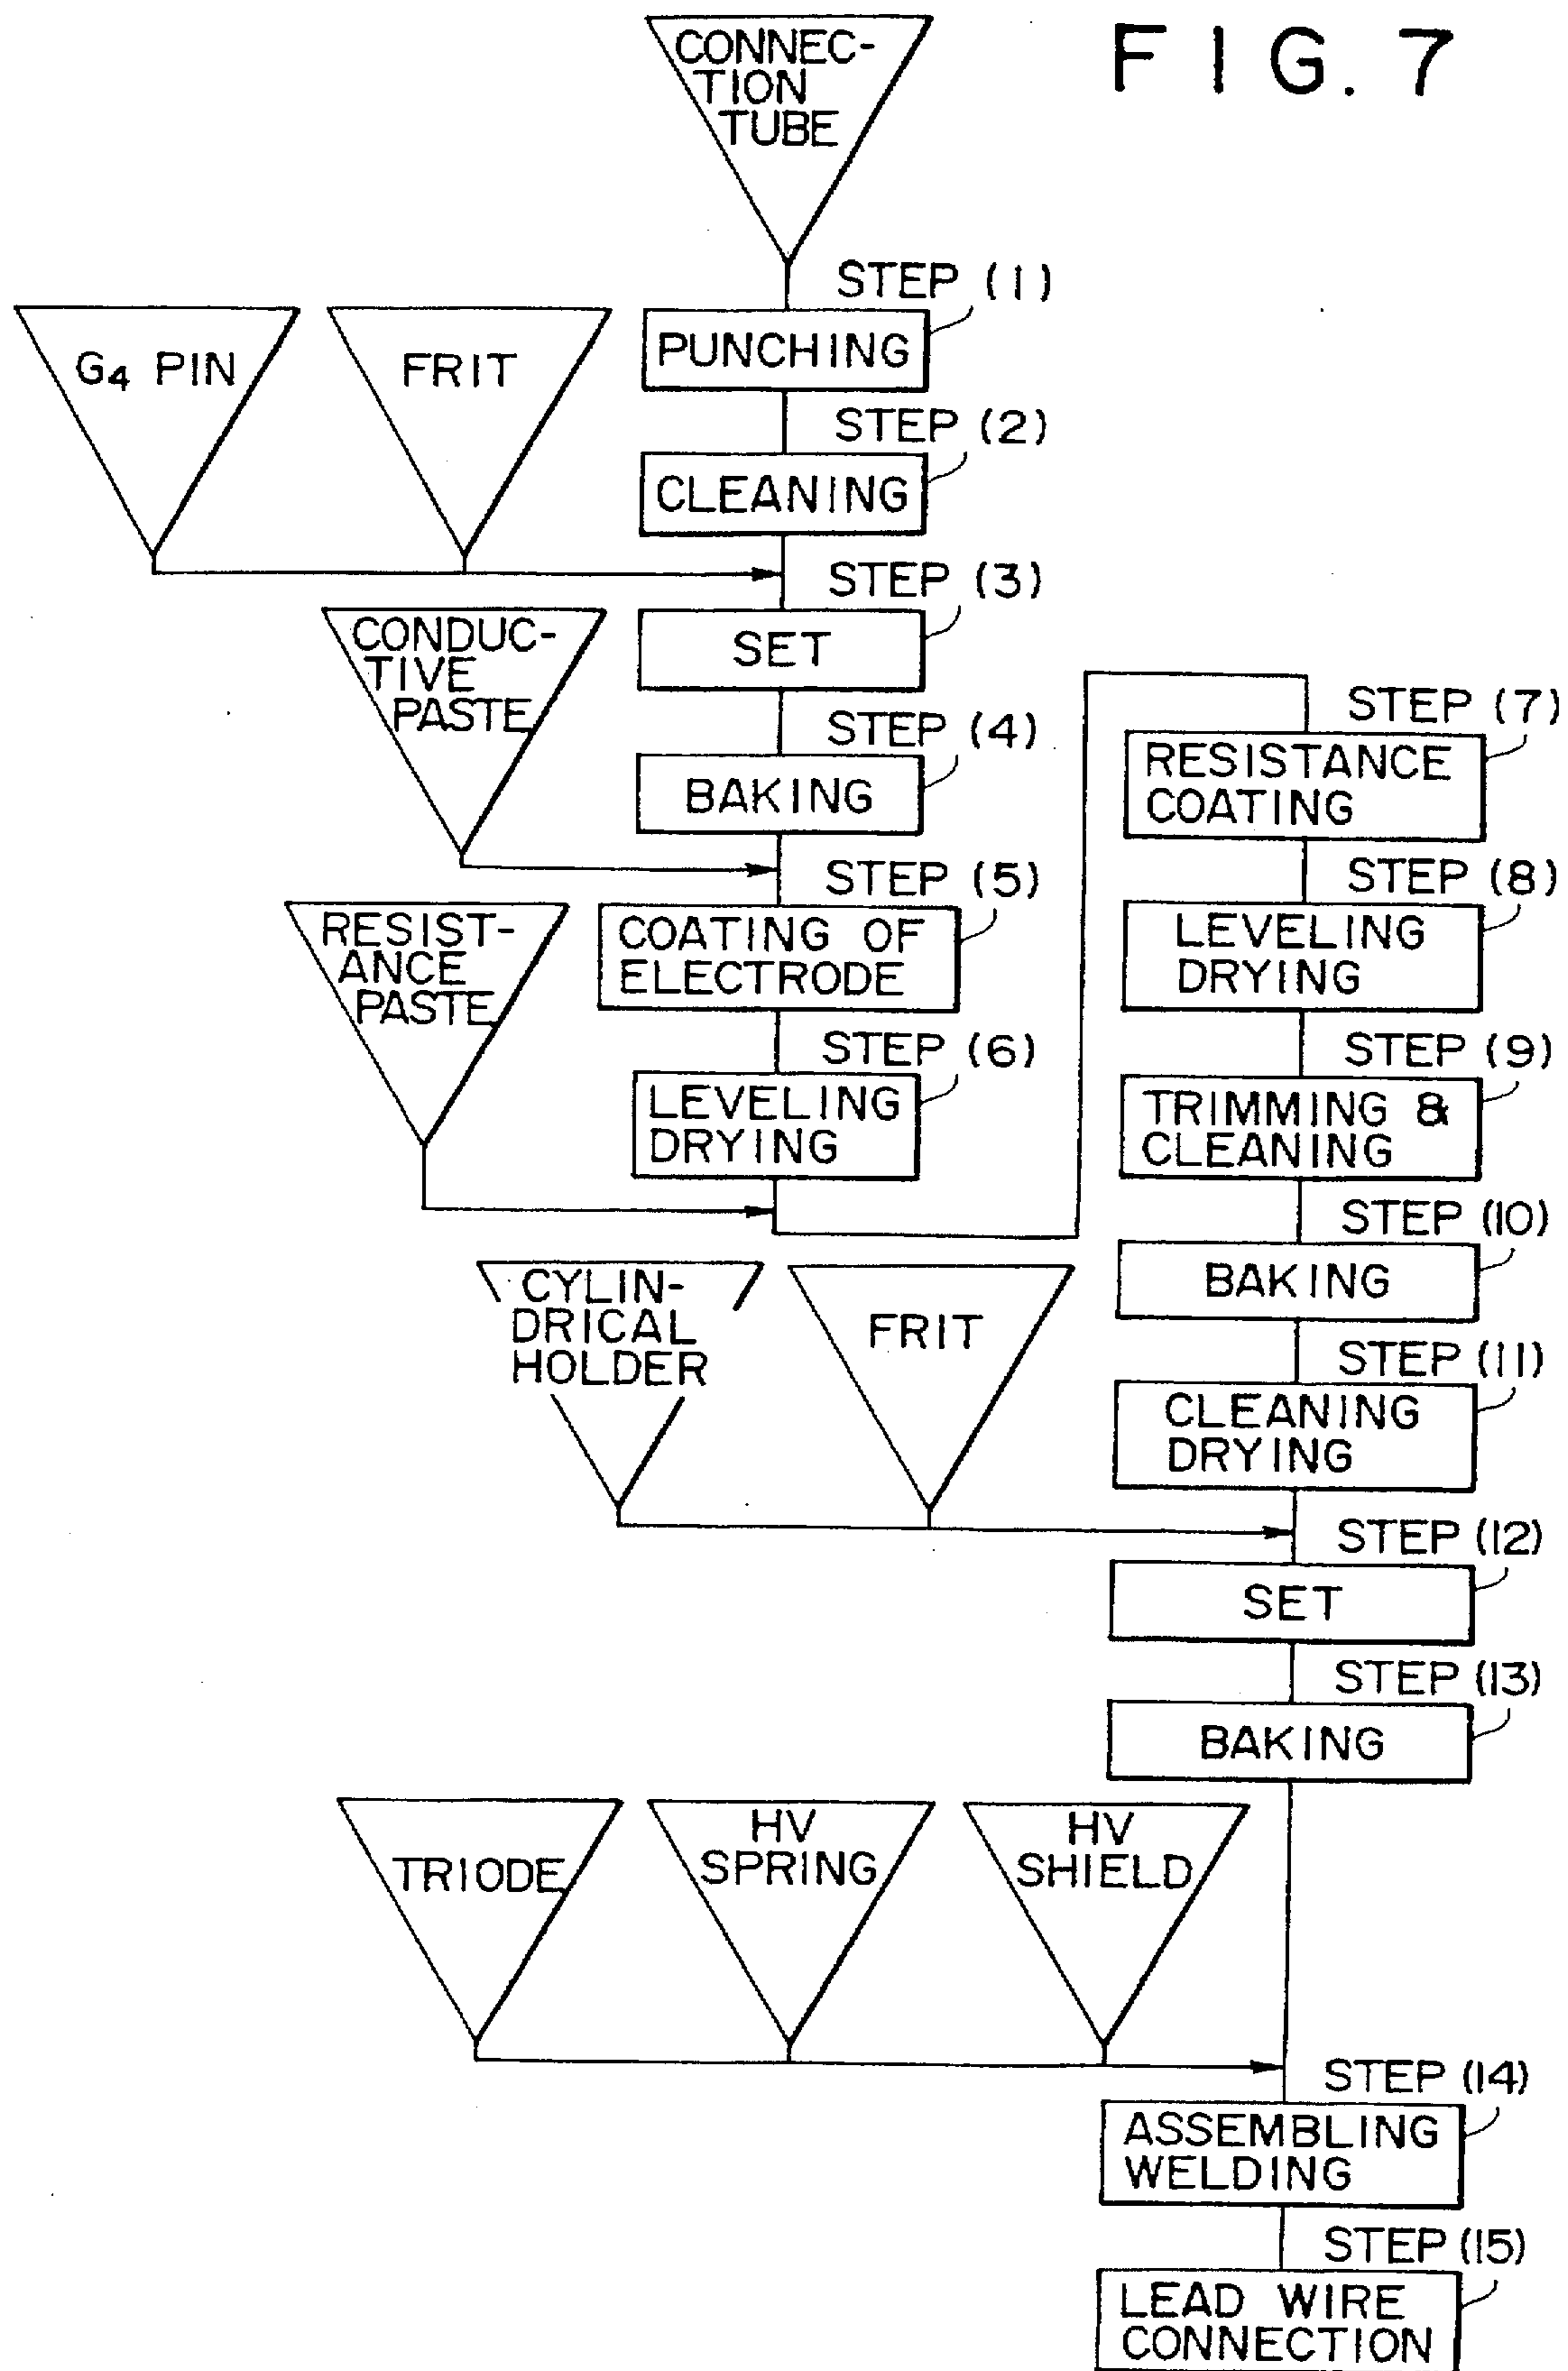 FIG. 7
CONNEC-
TION
TUBE
STEP (1)
PUNCHING
G4 PIN
FRIT
STEP (2)
CLEANING
STEP (3)
SET
CONDUC-
TIVE
PASTE
STEP (4)
BAKING
STEP (5)
COATING OF
ELECTRODE
RESIST-
ANCE
PASTE
STEP (6)
LEVELING
DRYING
STEP (7)
RESISTANCE
COATING
STEP (8)
LEVELING
DRYING
STEP (9)
TRIMMING &
CLEANING
STEP (10)
BAKING
STEP (11)
CLEANING
DRYING
CYLIN-
DRICAL
HOLDER
FRIT
STEP (12)
SET
STEP (13)
BAKING
TRIODE
HV
SPRING
HV
SHIELD
STEP (14)
ASSEMBLING
WELDING
STEP (15)
LEAD WIRE
CONNECTION